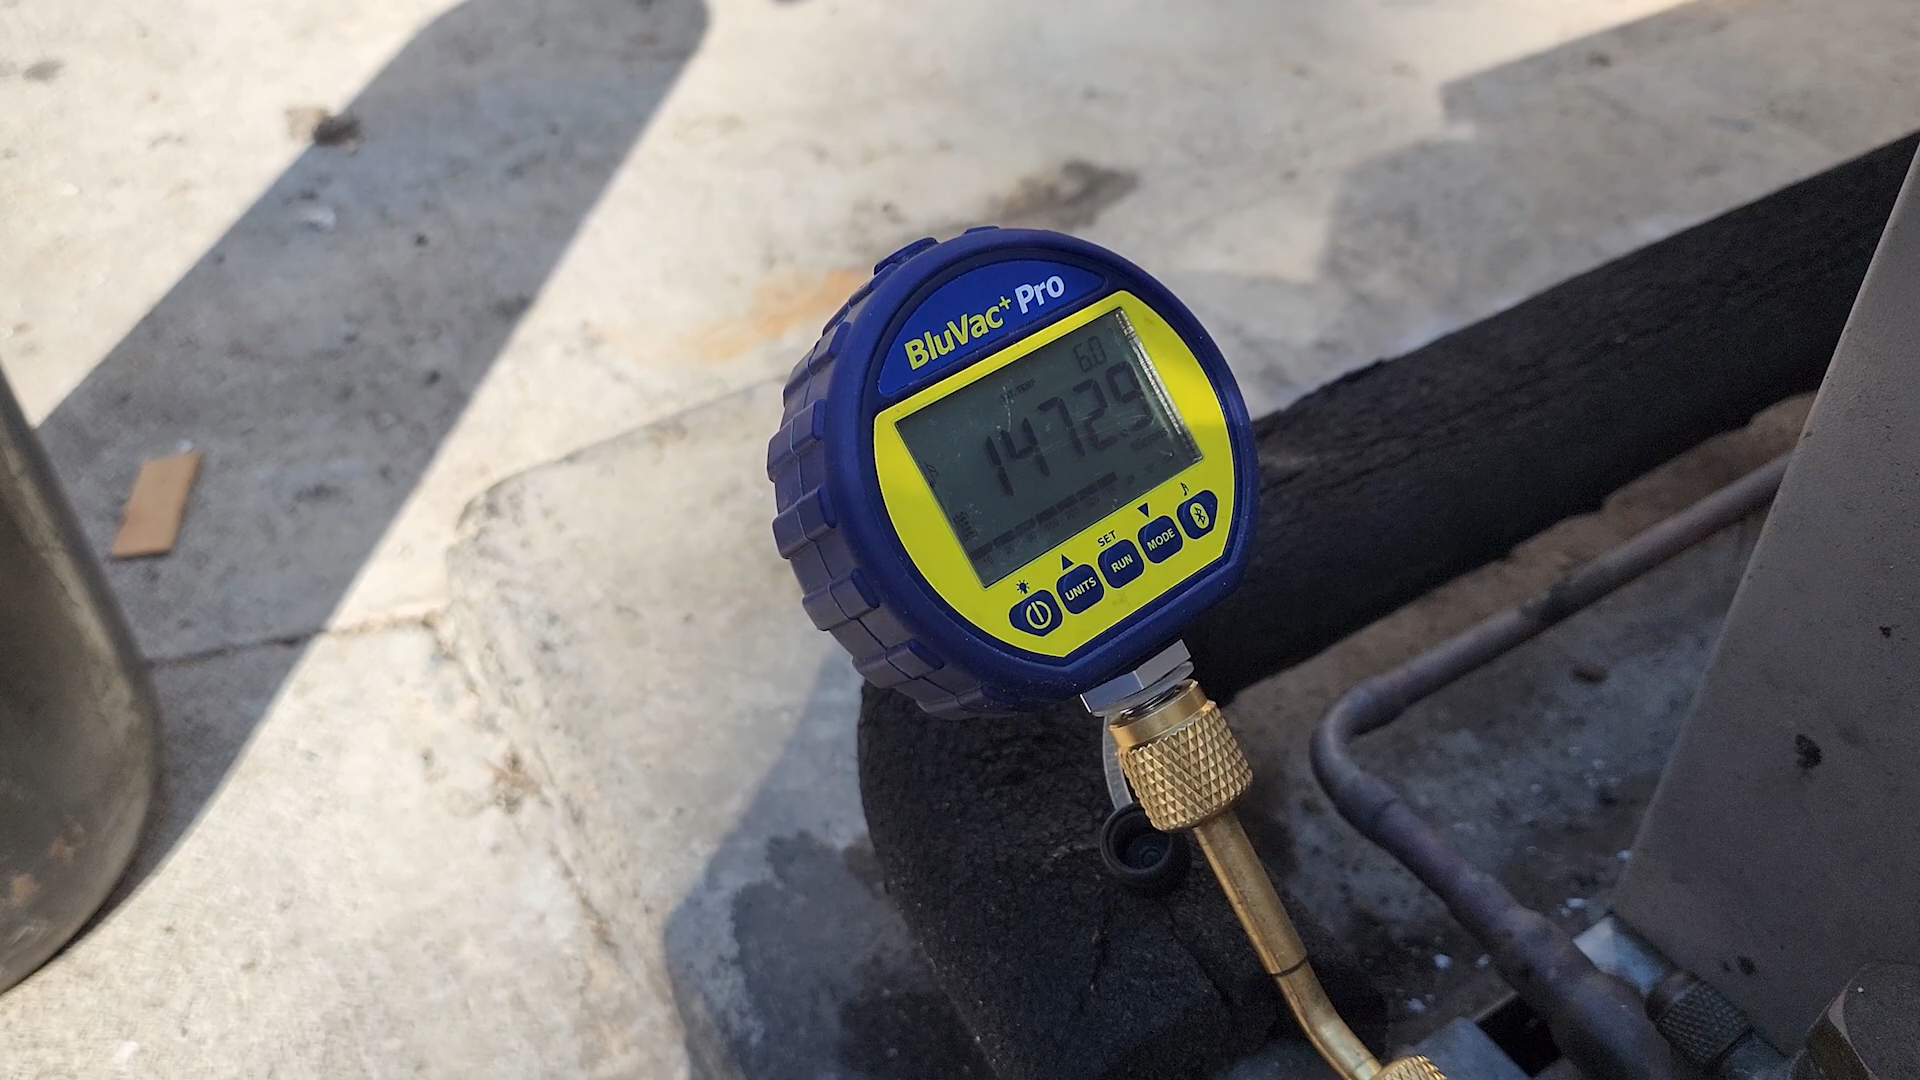 BluVac+ Pro
6.0
14729
SET
UNITS
RUN
MODE